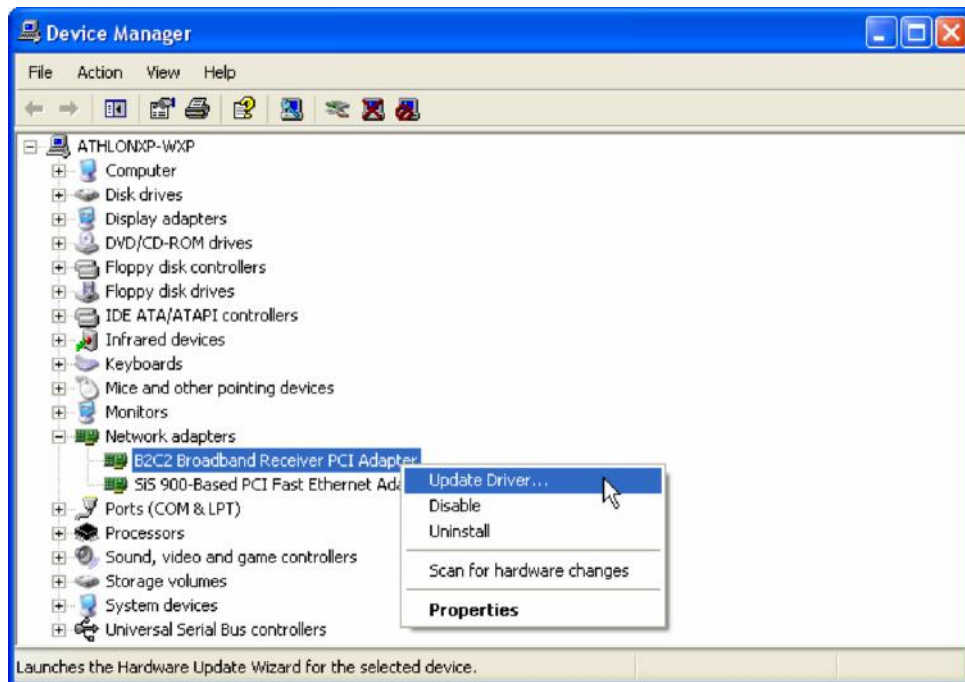 Device Manager
File Action View Help
ATHLONXP-WXP
Computer
Disk drives
Display adapters
DVD/CD-ROM drives
Floppy disk controllers
Floppy disk drives
IDE ATA/ATAPI controllers
Infrared devices
Keyboards
Mice and other pointing devices
Monitors
Network adapters
B2C2 Broadband Receiver PCI Adapter
SiS 900-Based PCI Fast Ethernet Ada
Ports (COM & LPT)
Processors
Sound, video and game controllers
Storage volumes
System devices
Universal Serial Bus controllers
Update Driver...
Disable
Uninstall
Scan for hardware changes
Properties
Launches the Hardware Update Wizard for the selected device.